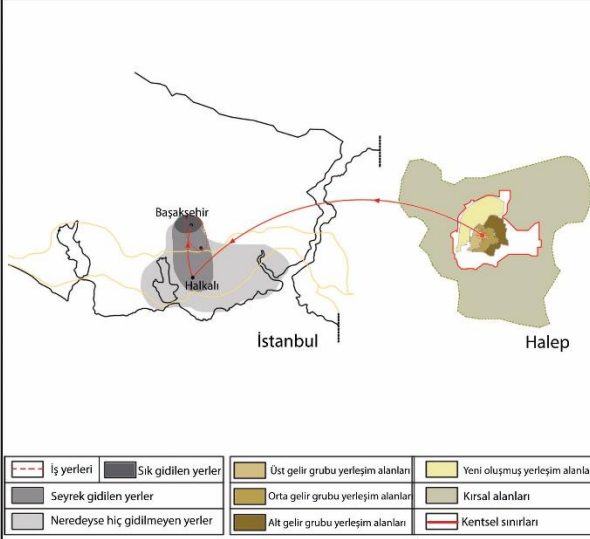 Başakşehir
Halkalı
İstanbul
Halep
İş yerleri
Sık gidilen yerler
Seyrek gidilen yerler
Neredeyse hiç gidilmeyen yerler
Üst gelir grubu yerleşim alanları
Orta gelir grubu yerleşim alanları
Alt gelir grubu yerleşim alanları
Yeni oluşmuş yerleşim alanla
Kırsal alanları
Kentsel sınırları